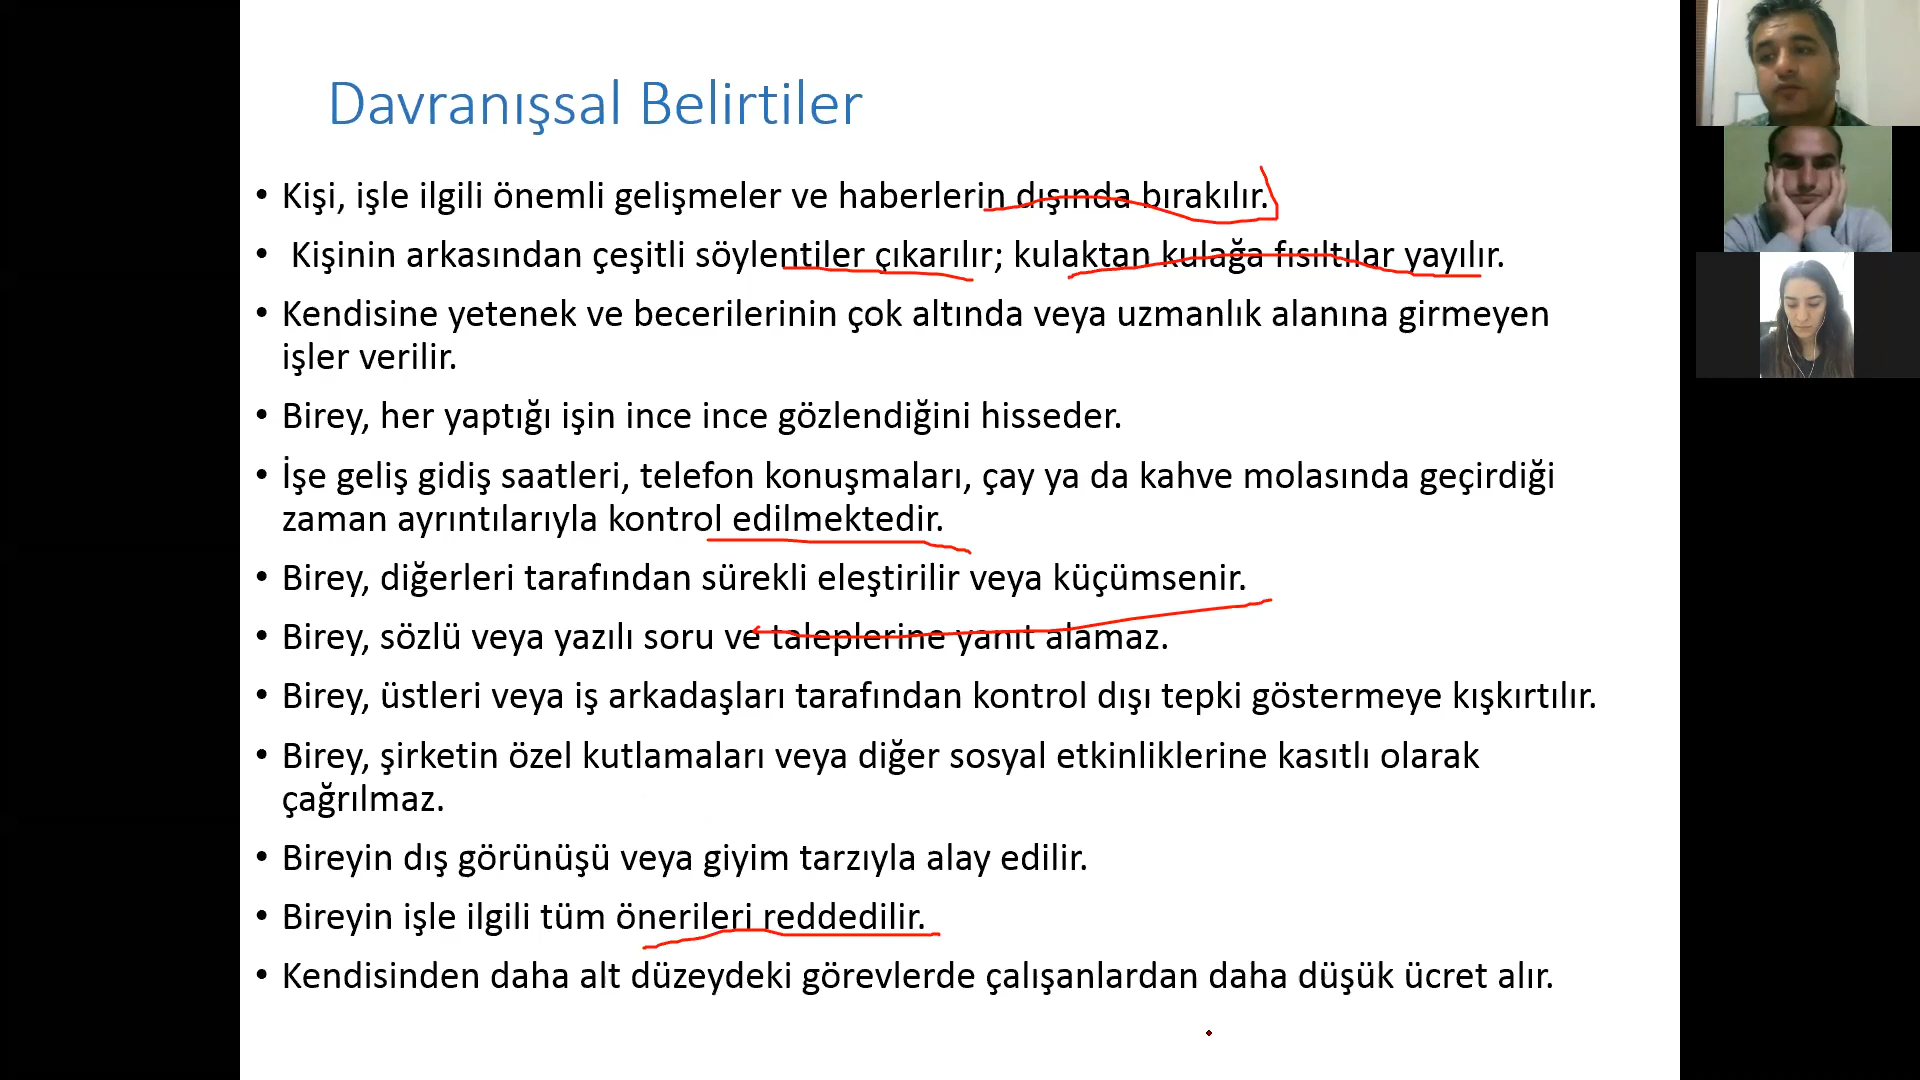 Davranışsal Belirtiler
• Kişi, işle ilgili önemli gelişmeler ve haberlerin dışında bırakılır.
• Kişinin arkasından çeşitli söylentiler çıkarılır; kulaktan kulağa fısıltılar yayılır.
• Kendisine yetenek ve becerilerinin çok altında veya uzmanlık alanına girmeyen
işler verilir.
• Birey, her yaptığı işin ince ince gözlendiğini hisseder.
• İşe geliş gidiş saatleri, telefon konuşmaları, çay ya da kahve molasında geçirdiği
zaman ayrıntılarıyla kontrol edilmektedir.
• Birey, diğerleri tarafından sürekli eleştirilir veya küçümsenir.
• Birey, sözlü veya yazılı soru ve taleplerine yanıt alamaz.
• Birey, üstleri veya iş arkadaşları tarafından kontrol dışı tepki göstermeye kışkırtılır.
• Birey, şirketin özel kutlamaları veya diğer sosyal etkinliklerine kasıtlı olarak
çağrılmaz.
• Bireyin dış görünüşü veya giyim tarzıyla alay edilir.
• Bireyin işle ilgili tüm önerileri reddedilir.
• Kendisinden daha alt düzeydeki görevlerde çalışanlardan daha düşük ücret alır.